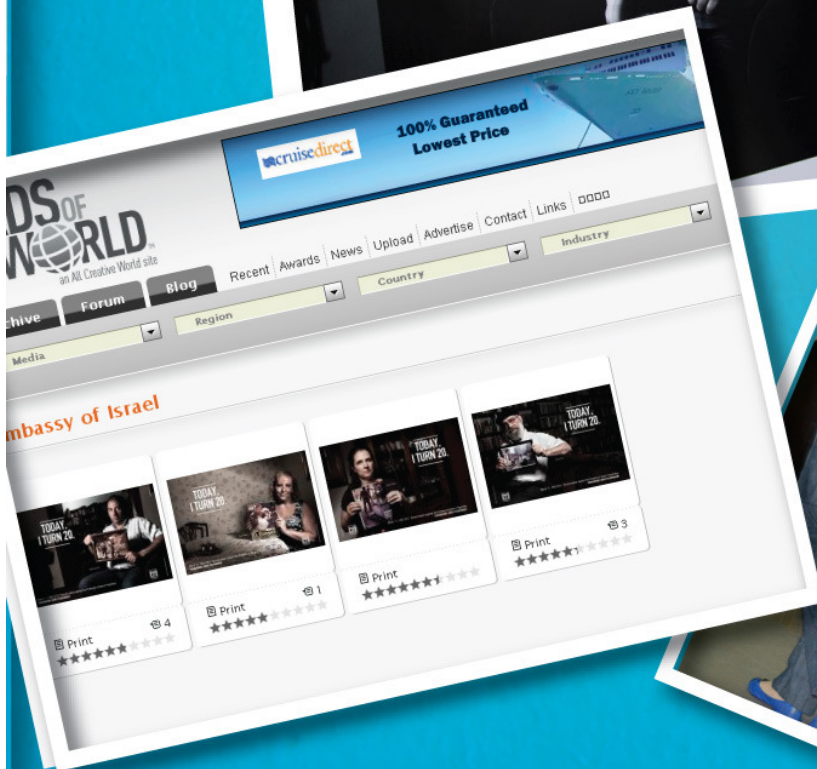 cruisedirect
100% Guaranteed
Lowest Price
DS OF
W RLD
an All Creative World site
Recent Awards News Upload Advertise Contact Links
chive Forum Blog
Media Region Country Industry
mbassy of Israel
TODAY,
I TURN 20.
Print 4
TODAY,
I TURN 20
Print 1
TODAY,
I TURN 20.
Print
TODAY,
I TURN 20.
Print 3